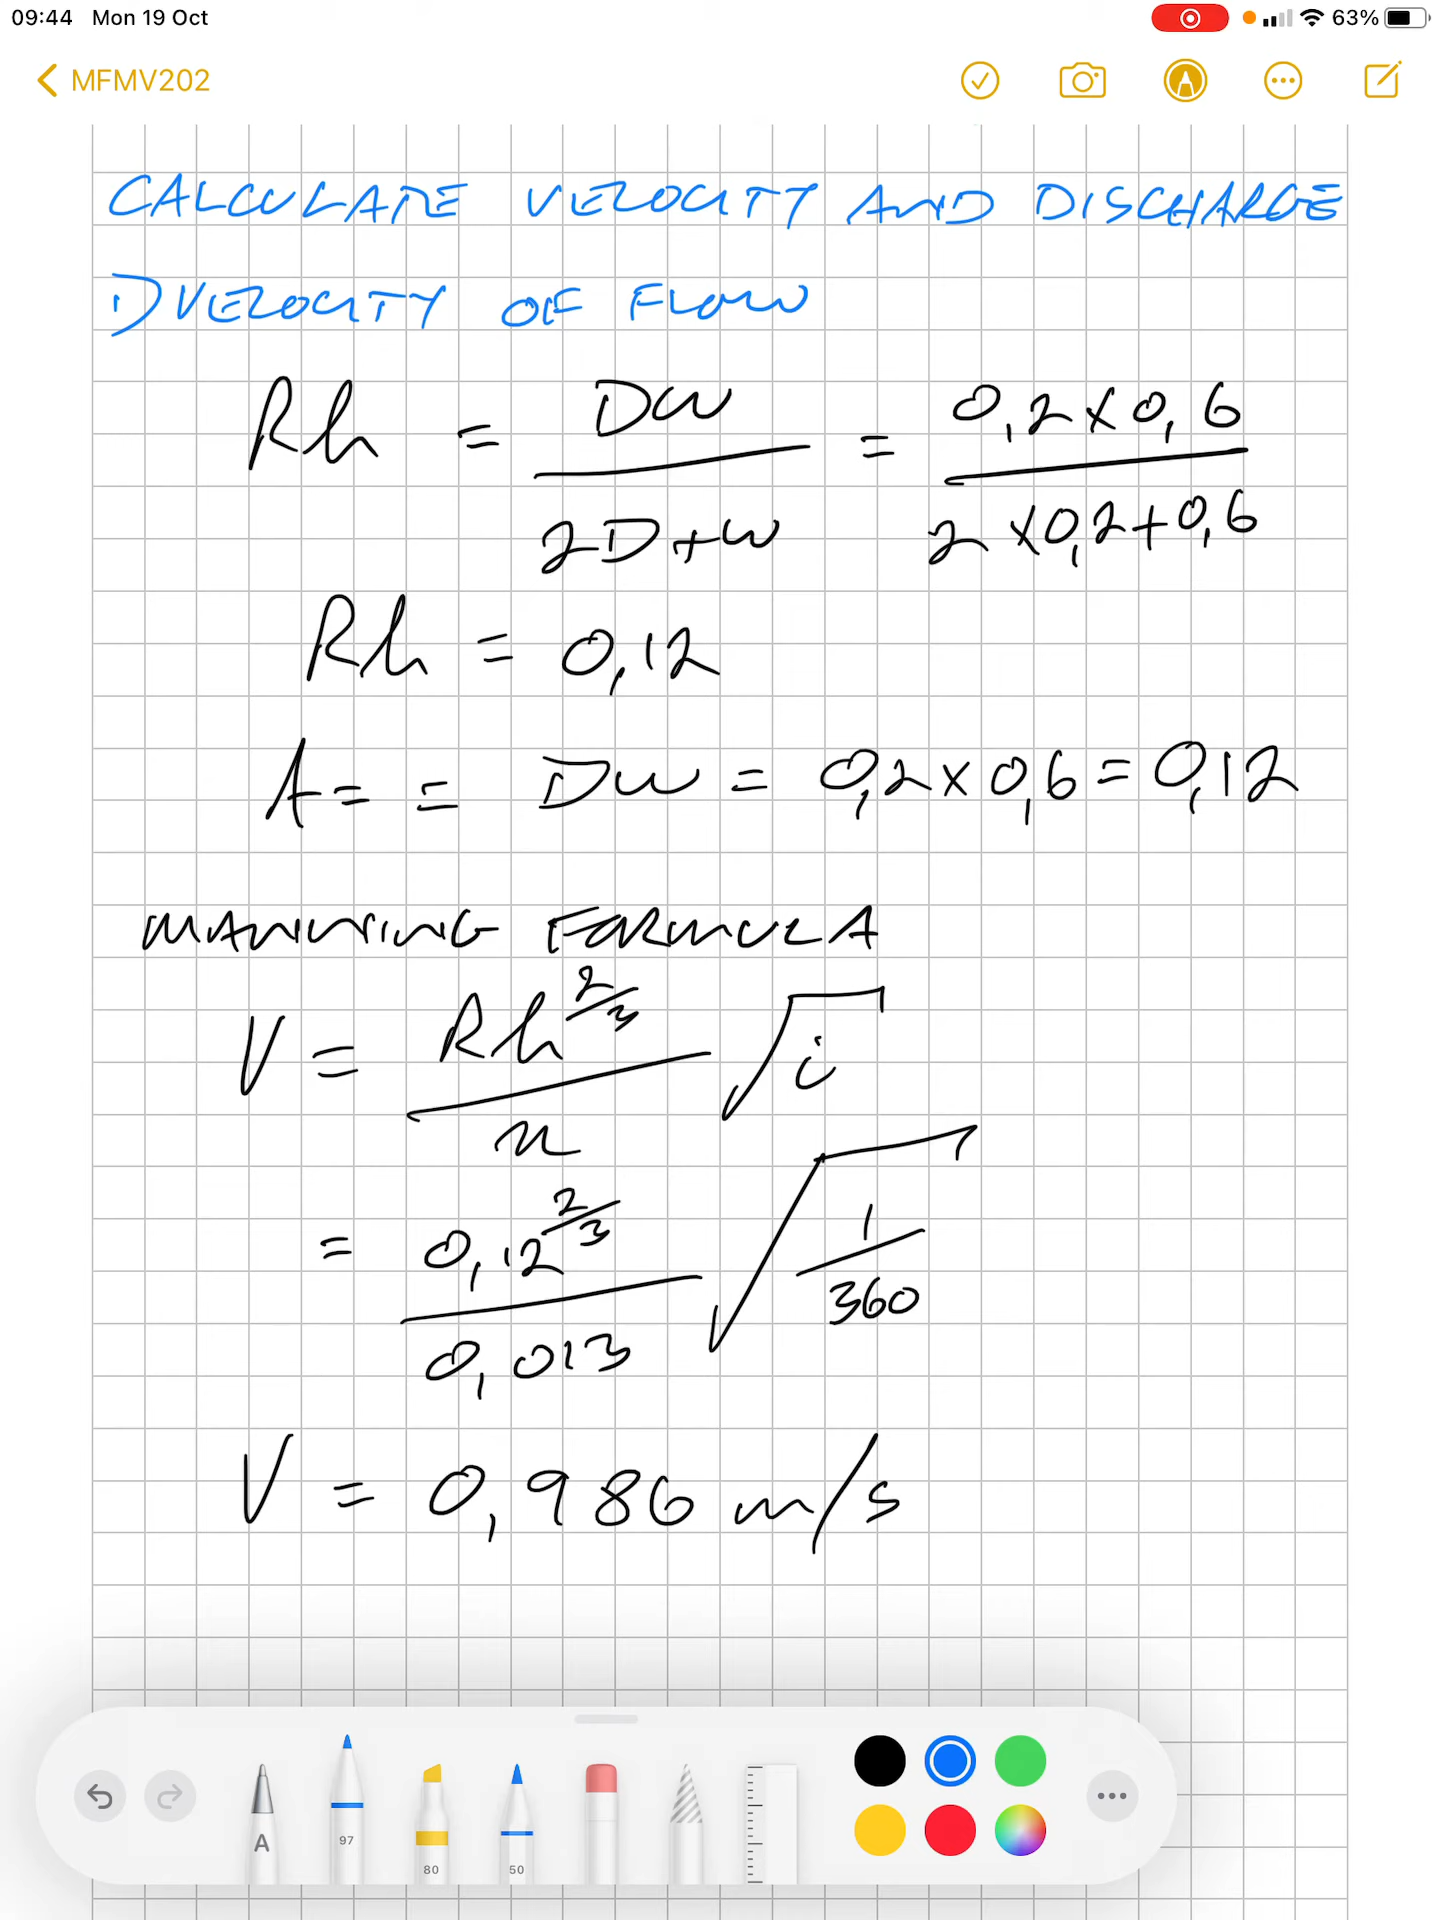 09:44 Mon 19 Oct 63%
MFMV202
CALCULATE VELOCITY AND DISCHARGE
1) VELOCITY OF FLOW
Rh = DW / 2D+W = 0,2 x 0,6 / 2 x 0,2 + 0,6
Rh = 0,12
A = = DW = 0,2 x 0,6 = 0,12
MANNING FORMULA
V = Rh^2/3 / n √i
= 0,12^2/3 / 0,013 √1/360
V = 0,986 m/s
A 97 80 50